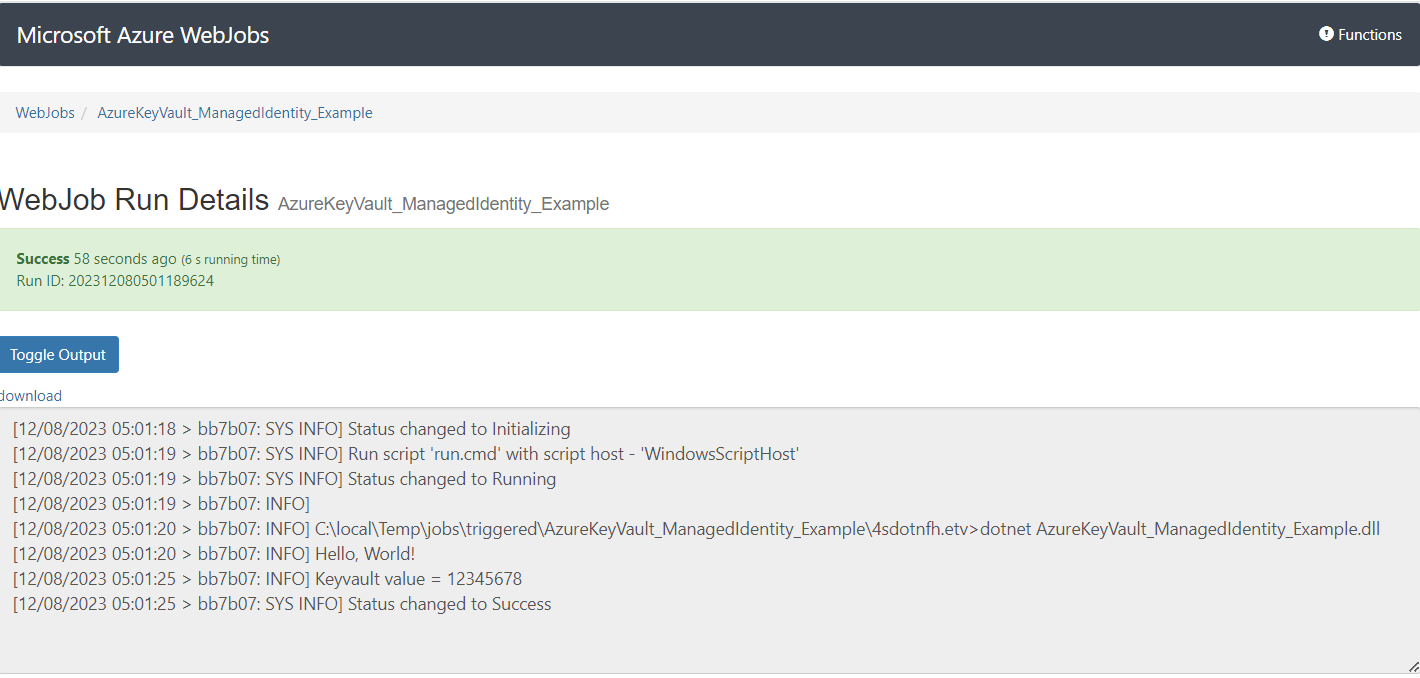 Microsoft Azure WebJobs
Functions
WebJobs / AzureKeyVault_ManagedIdentity_Example
WebJob Run Details AzureKeyVault_ManagedIdentity_Example
Success 58 seconds ago (6 s running time)
Run ID: 202312080501189624
Toggle Output
download
[12/08/2023 05:01:18 > bb7b07: SYS INFO] Status changed to Initializing
[12/08/2023 05:01:19 > bb7b07: SYS INFO] Run script 'run.cmd' with script host - 'WindowsScriptHost'
[12/08/2023 05:01:19 > bb7b07: SYS INFO] Status changed to Running
[12/08/2023 05:01:19 > bb7b07: INFO]
[12/08/2023 05:01:20 > bb7b07: INFO] C:\local\Temp\jobs\triggered\AzureKeyVault_ManagedIdentity_Example\4sdotnfh.etv>dotnet AzureKeyVault_ManagedIdentity_Example.dll
[12/08/2023 05:01:20 > bb7b07: INFO] Hello, World!
[12/08/2023 05:01:25 > bb7b07: INFO] Keyvault value = 12345678
[12/08/2023 05:01:25 > bb7b07: SYS INFO] Status changed to Success